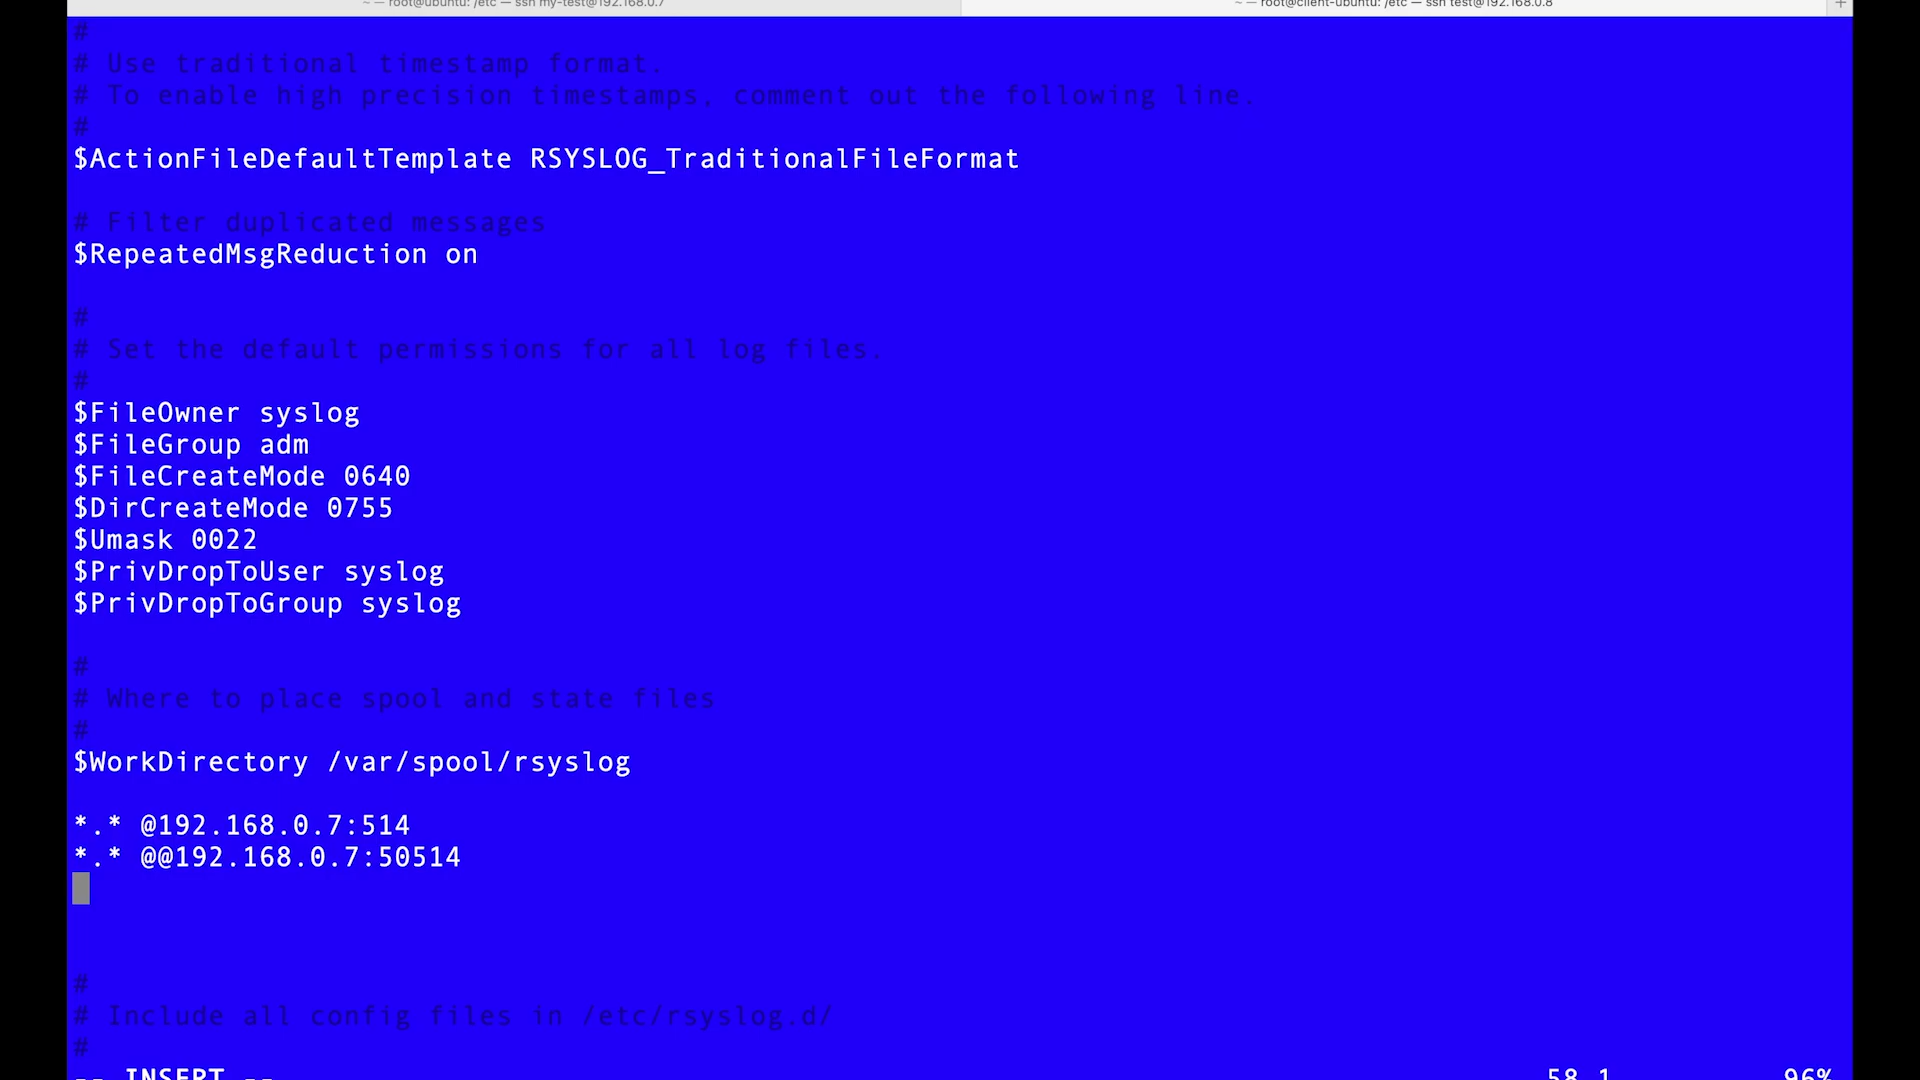 ~ — root@ubuntu: /etc — ssh my-test@192.168.0.7
~ — root@client-ubuntu: /etc — ssh test@192.168.0.8
+
#
# Use traditional timestamp format.
# To enable high precision timestamps, comment out the following line.
#
$ActionFileDefaultTemplate RSYSLOG_TraditionalFileFormat
# Filter duplicated messages
$RepeatedMsgReduction on
#
# Set the default permissions for all log files.
#
$FileOwner syslog
$FileGroup adm
$FileCreateMode 0640
$DirCreateMode 0755
$Umask 0022
$PrivDropToUser syslog
$PrivDropToGroup syslog
#
# Where to place spool and state files
#
$WorkDirectory /var/spool/rsyslog
*.* @192.168.0.7:514
*.* @@192.168.0.7:50514
#
# Include all config files in /etc/rsyslog.d/
#
-- INSERT -- 58,1 96%